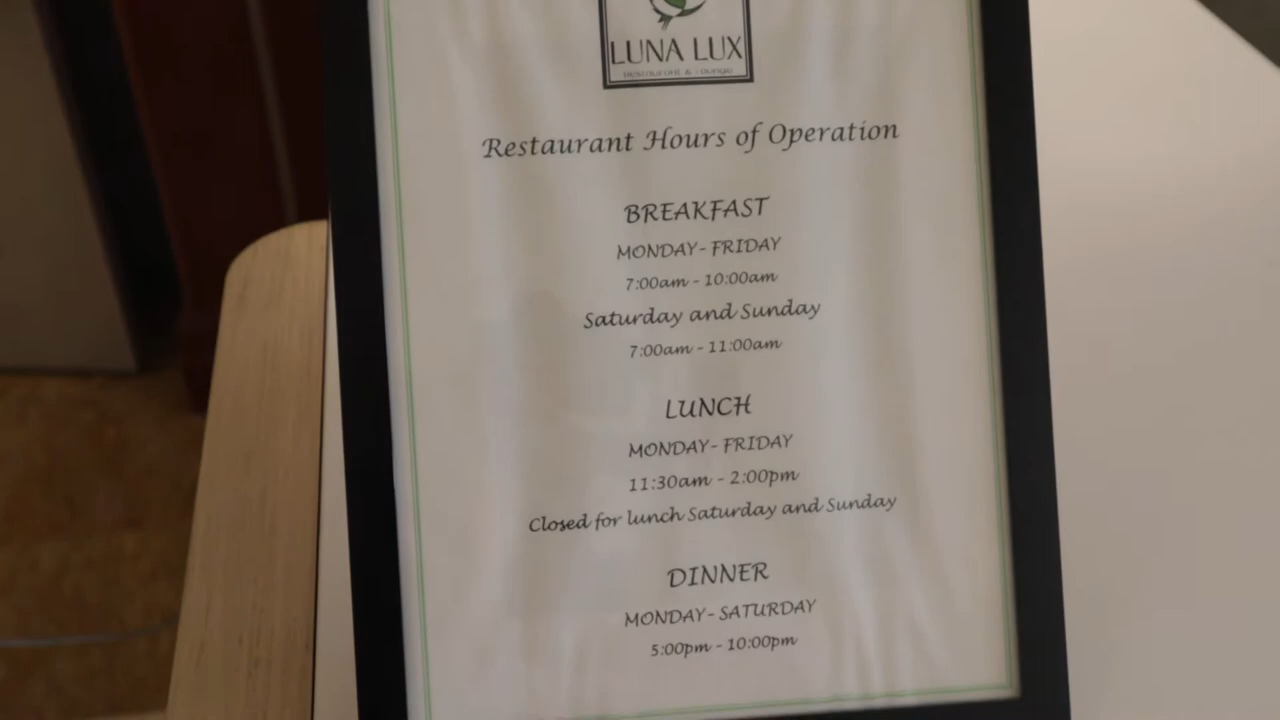 LUNA LUX
Restaurant & Lounge
Restaurant Hours of Operation
BREAKFAST
MONDAY- FRIDAY
7:00am - 10:00am
Saturday and Sunday
7:00am - 11:00am
LUNCH
MONDAY- FRIDAY
11:30am - 2:00pm
Closed for lunch Saturday and Sunday
DINNER
MONDAY- SATURDAY
5:00pm - 10:00pm